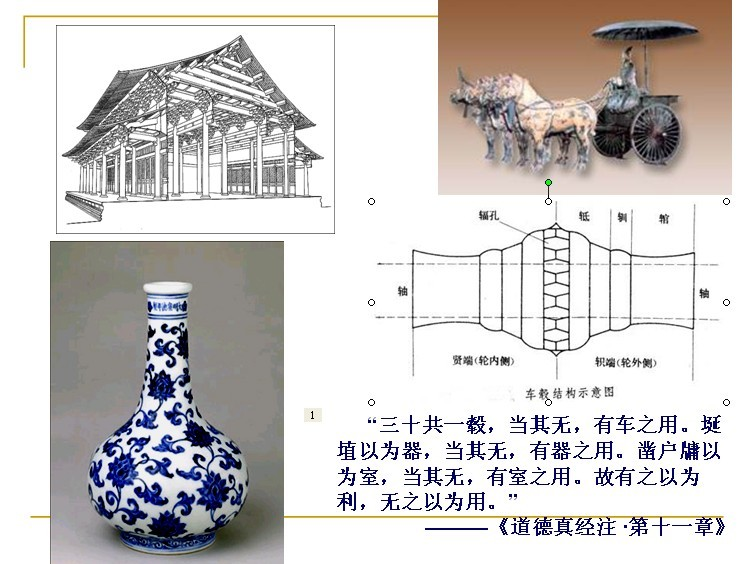 辐孔
轴
轴
贤端(轮内侧)
轵端(轮外侧)
车毂结构示意图
1
“三十共一毂，当其无，有车之用。埏
埴以为器，当其无，有器之用。凿户牖以
为室，当其无，有室之用。故有之以为
利，无之以为用。”
———《道德真经注·第十一章》